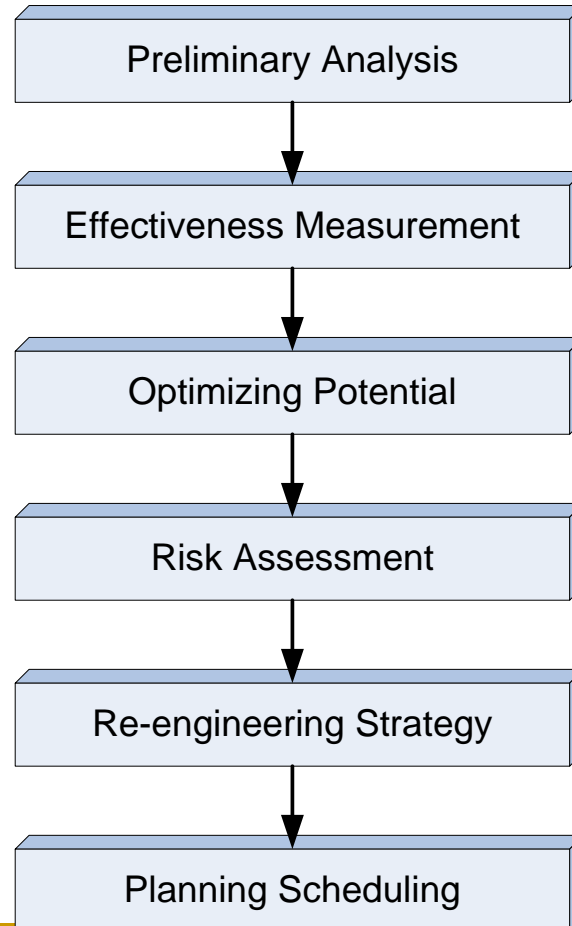 Preliminary Analysis
Effectiveness Measurement
Optimizing Potential
Risk Assessment
Re-engineering Strategy
Planning Scheduling